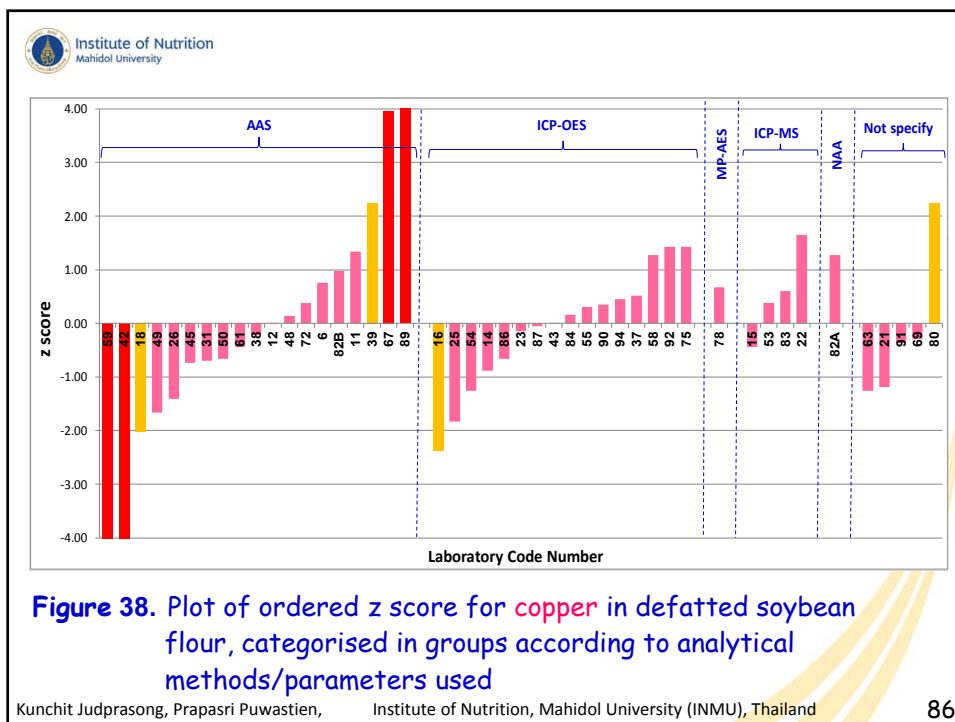 Institute of Nutrition
Mahidol University
4.00
3.00
2.00
1.00
0.00
-1.00
-2.00
-3.00
-4.00
z score
AAS
ICP-OES
MP-AES
ICP-MS
NAA
Not specify
59 42 18 49 26 45 31 50 61 38 12 48 72 6 82B 11 39 67 89 16 25 54 14 86 23 87 43 84 55 90 94 37 58 92 75 78 15 53 83 22 82A 63 21 91 69 80
Laboratory Code Number
Figure 38. Plot of ordered z score for copper in defatted soybean
flour, categorised in groups according to analytical
methods/parameters used
Kunchit Judprasong, Prapasri Puwastien, Institute of Nutrition, Mahidol University (INMU), Thailand 86